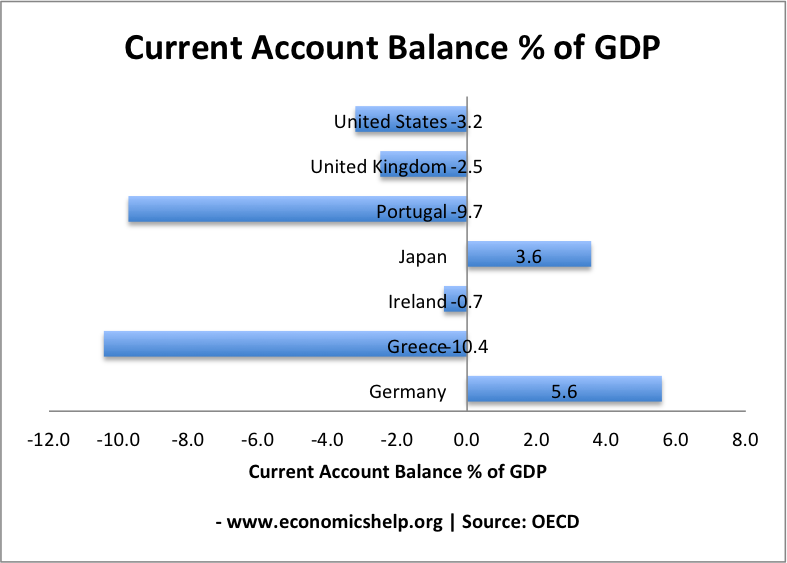 Current Account Balance % of GDP
United States -3.2
United Kingdom -2.5
Portugal -9.7
Japan 3.6
Ireland -0.7
Greece -10.4
Germany 5.6
-12.0 -10.0 -8.0 -6.0 -4.0 -2.0 0.0 2.0 4.0 6.0 8.0
Current Account Balance % of GDP
- www.economicshelp.org | Source: OECD